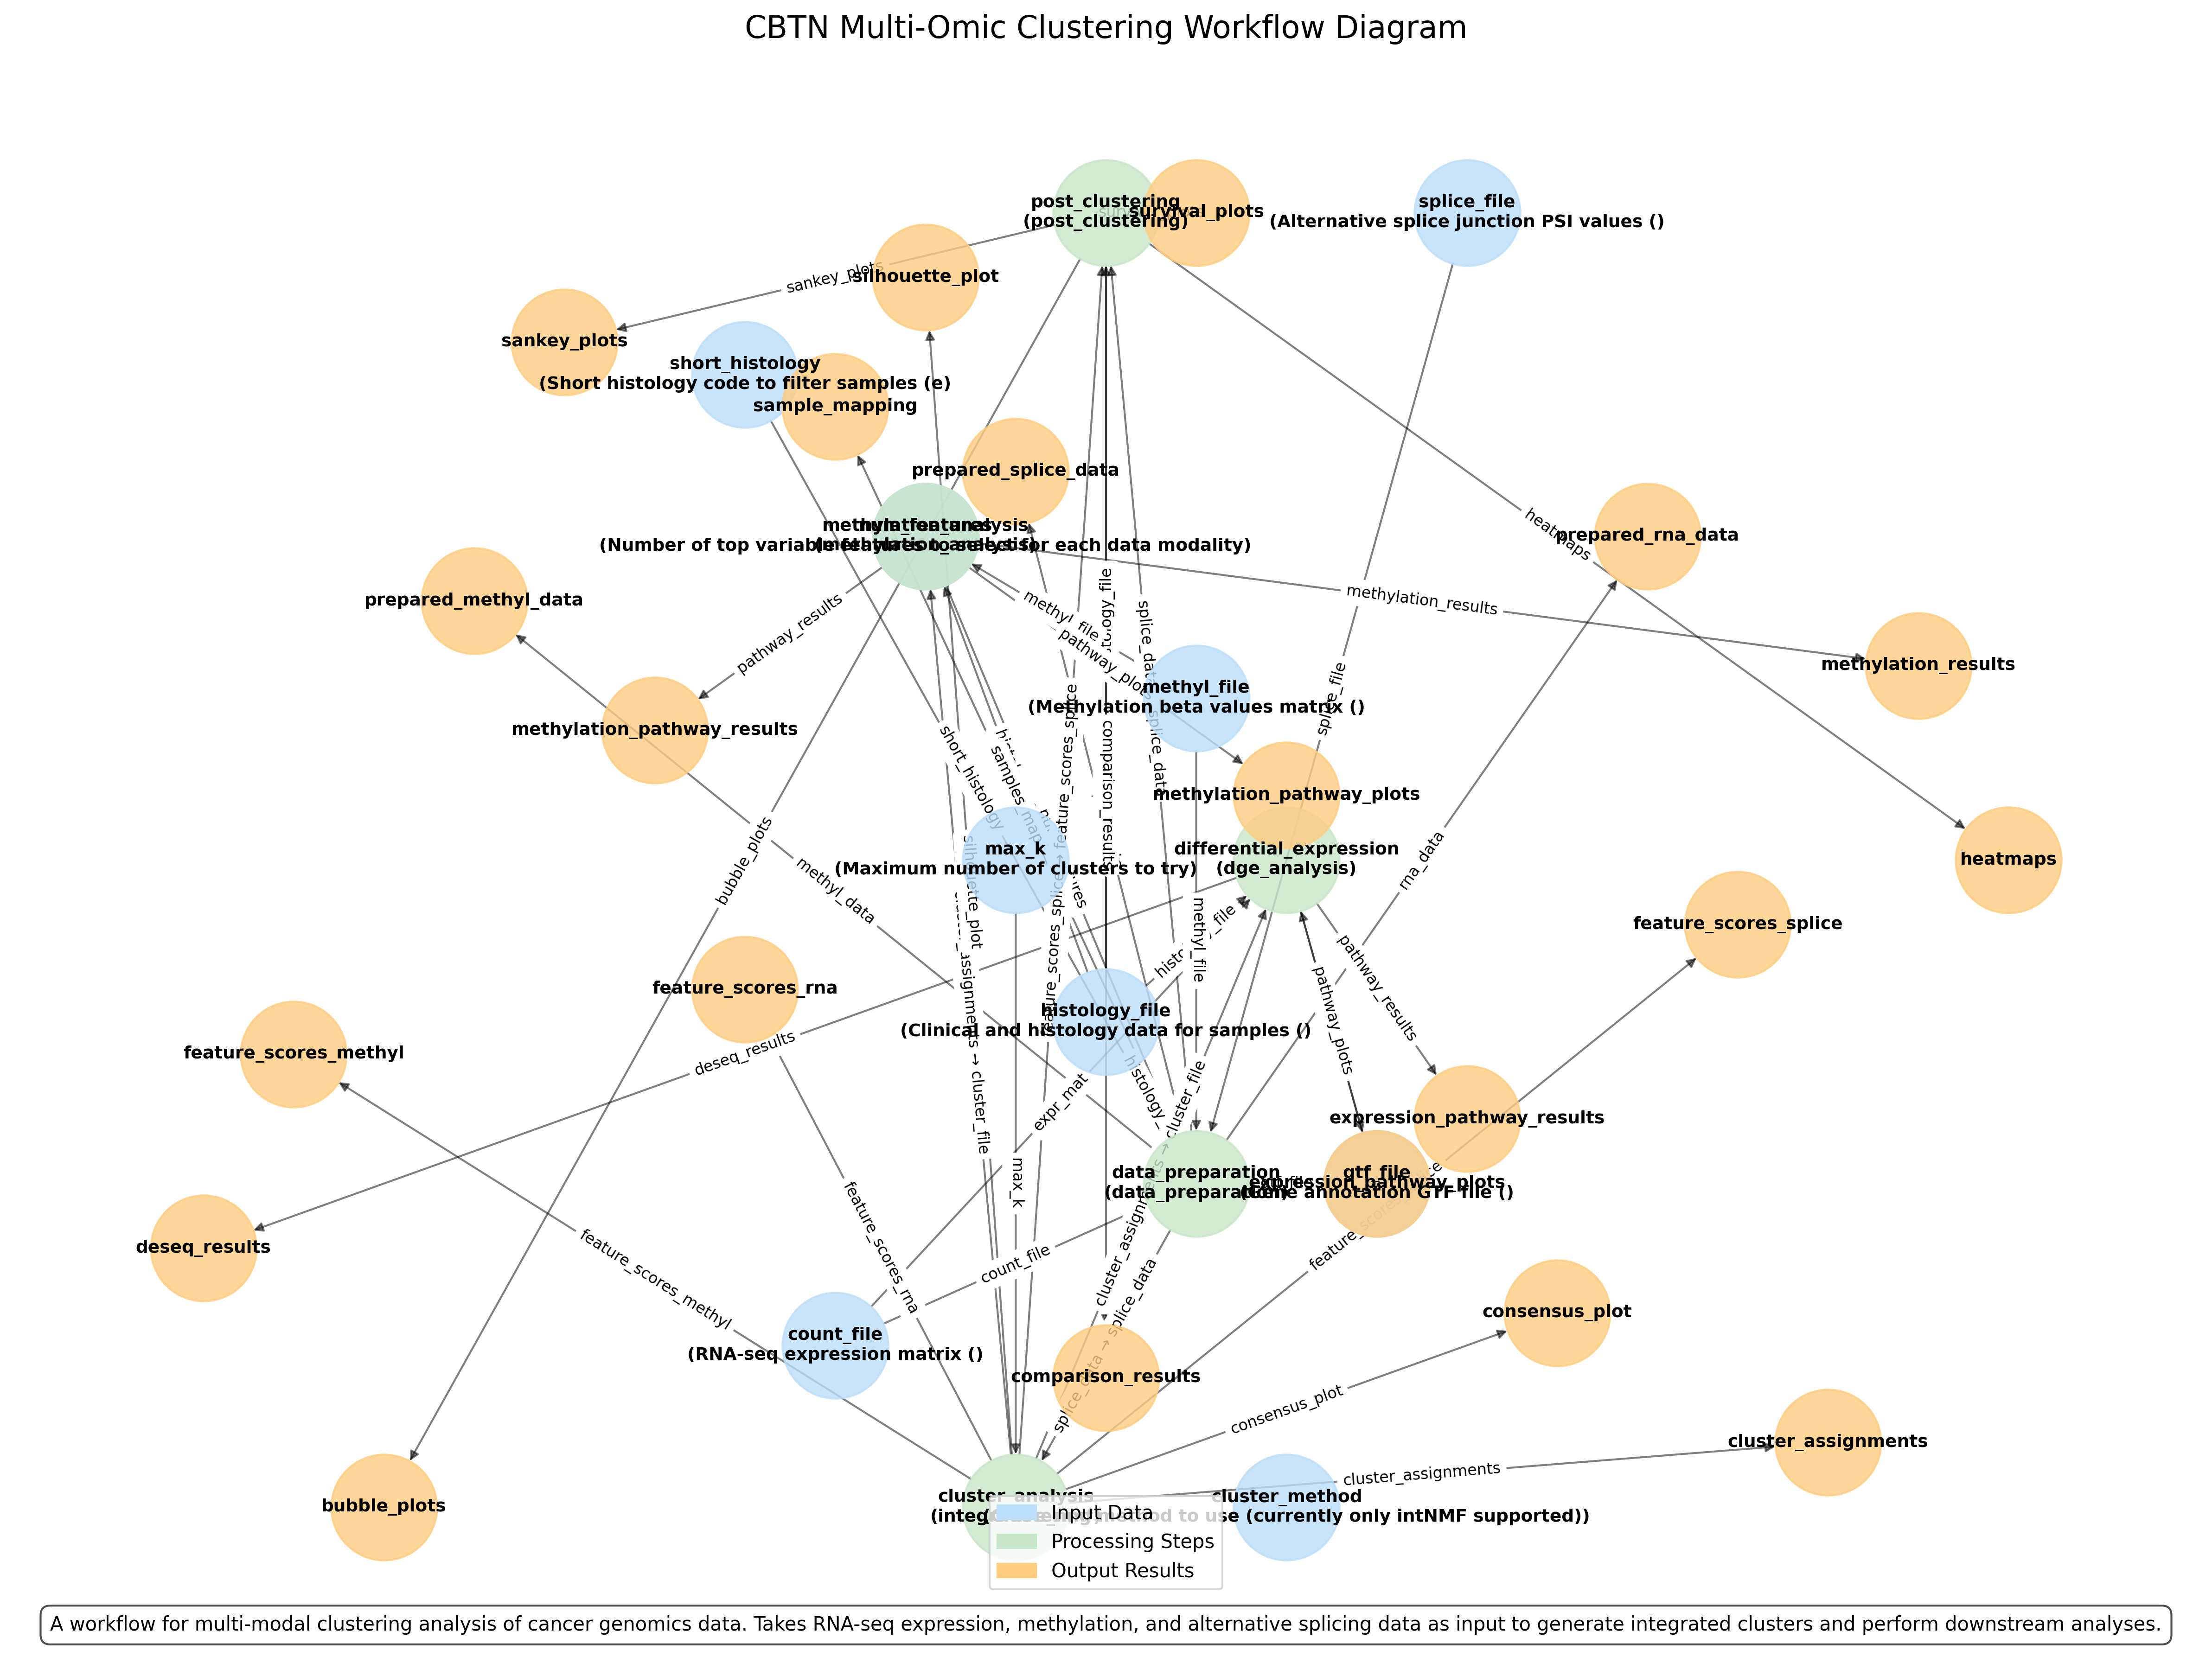 CBTN Multi-Omic Clustering Workflow Diagram
post_clustering
(post_clustering)
survival_plots
splice_file
(Alternative splice junction PSI values ()
sankey_plots
silhouette_plot
sankey_plots
short_histology
(Short histology code to filter samples (e)
sample_mapping
prepared_splice_data
heatmaps
prepared_rna_data
methylation_analysis
num_features
(methylation_analysis)
(Number of top variable features to select for each data modality)
prepared_methyl_data
methyl_file
pathway_results
pathway_plots
methylation_results
methylation_results
methyl_file
(Methylation beta values matrix ()
splice_file
methylation_pathway_results
short_histology
comparison_results
methylation_pathway_plots
max_k
(Maximum number of clusters to try)
differential_expression
(dge_analysis)
heatmaps
bubble_plots
methyl_data
silhouette_plot
feature_scores_splice → feature_scores_splice
methyl_file
rna_data
feature_scores_splice
feature_scores_rna
pathway_results
histology_file
(Clinical and histology data for samples ()
pathway_plots
feature_scores_methyl
deseq_results
cluster_assignments → cluster_file
expr_mat
cluster_assignments → cluster_file
expression_pathway_results
max_k
data_preparation
(data_preparation)
gtf_file
expression_pathway_plots
(Gene annotation GTF file ()
deseq_results
feature_scores_methyl
feature_scores_rna
count_file
splice_data → splice_data
consensus_plot
count_file
(RNA-seq expression matrix ()
comparison_results
consensus_plot
cluster_assignments
cluster_assignments
bubble_plots
cluster_analysis
cluster_method
method to use (currently only intNMF supported))
Input Data
Processing Steps
Output Results
A workflow for multi-modal clustering analysis of cancer genomics data. Takes RNA-seq expression, methylation, and alternative splicing data as input to generate integrated clusters and perform downstream analyses.